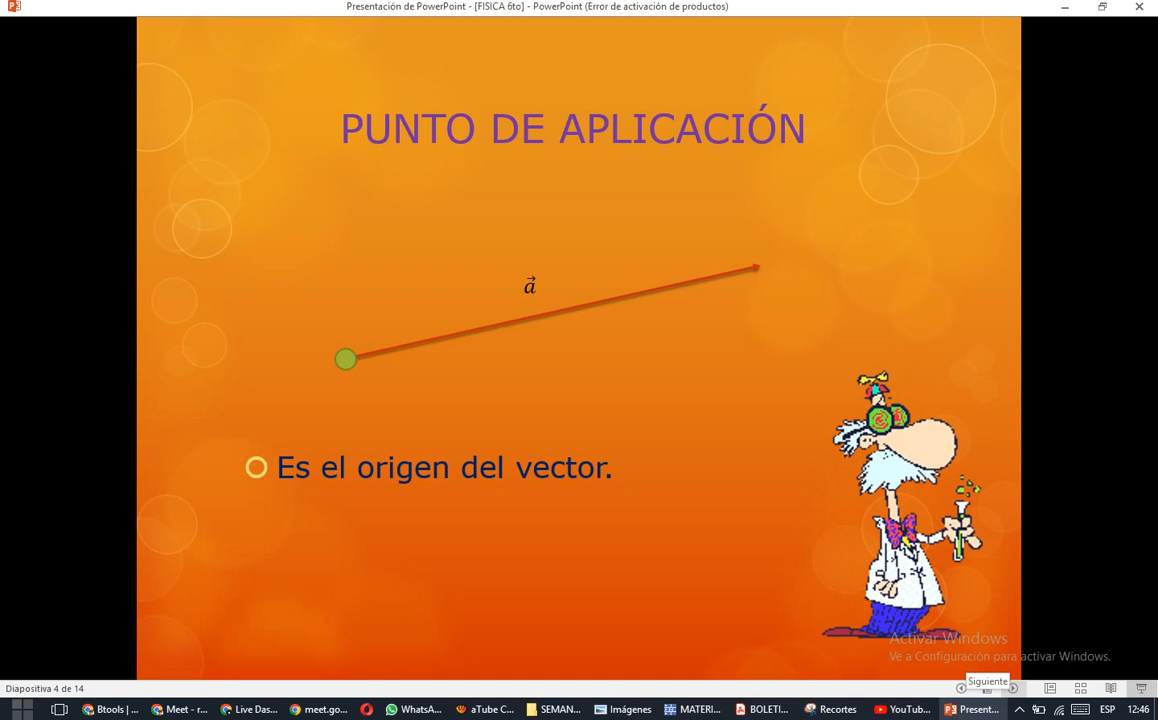 Presentación de PowerPoint - [FISICA 6to] - PowerPoint (Error de activación de productos)
PUNTO DE APLICACIÓN
a⃗
Es el origen del vector.
Activar Windows
Ve a Configuración para activar Windows.
Siguiente
Diapositiva 4 de 14
Btools | ... Meet - r... Live Das... meet.go... WhatsA... aTube C... SEMAN... Imágenes MATERI... BOLETI... Recortes YouTub... Present... ESP 12:46